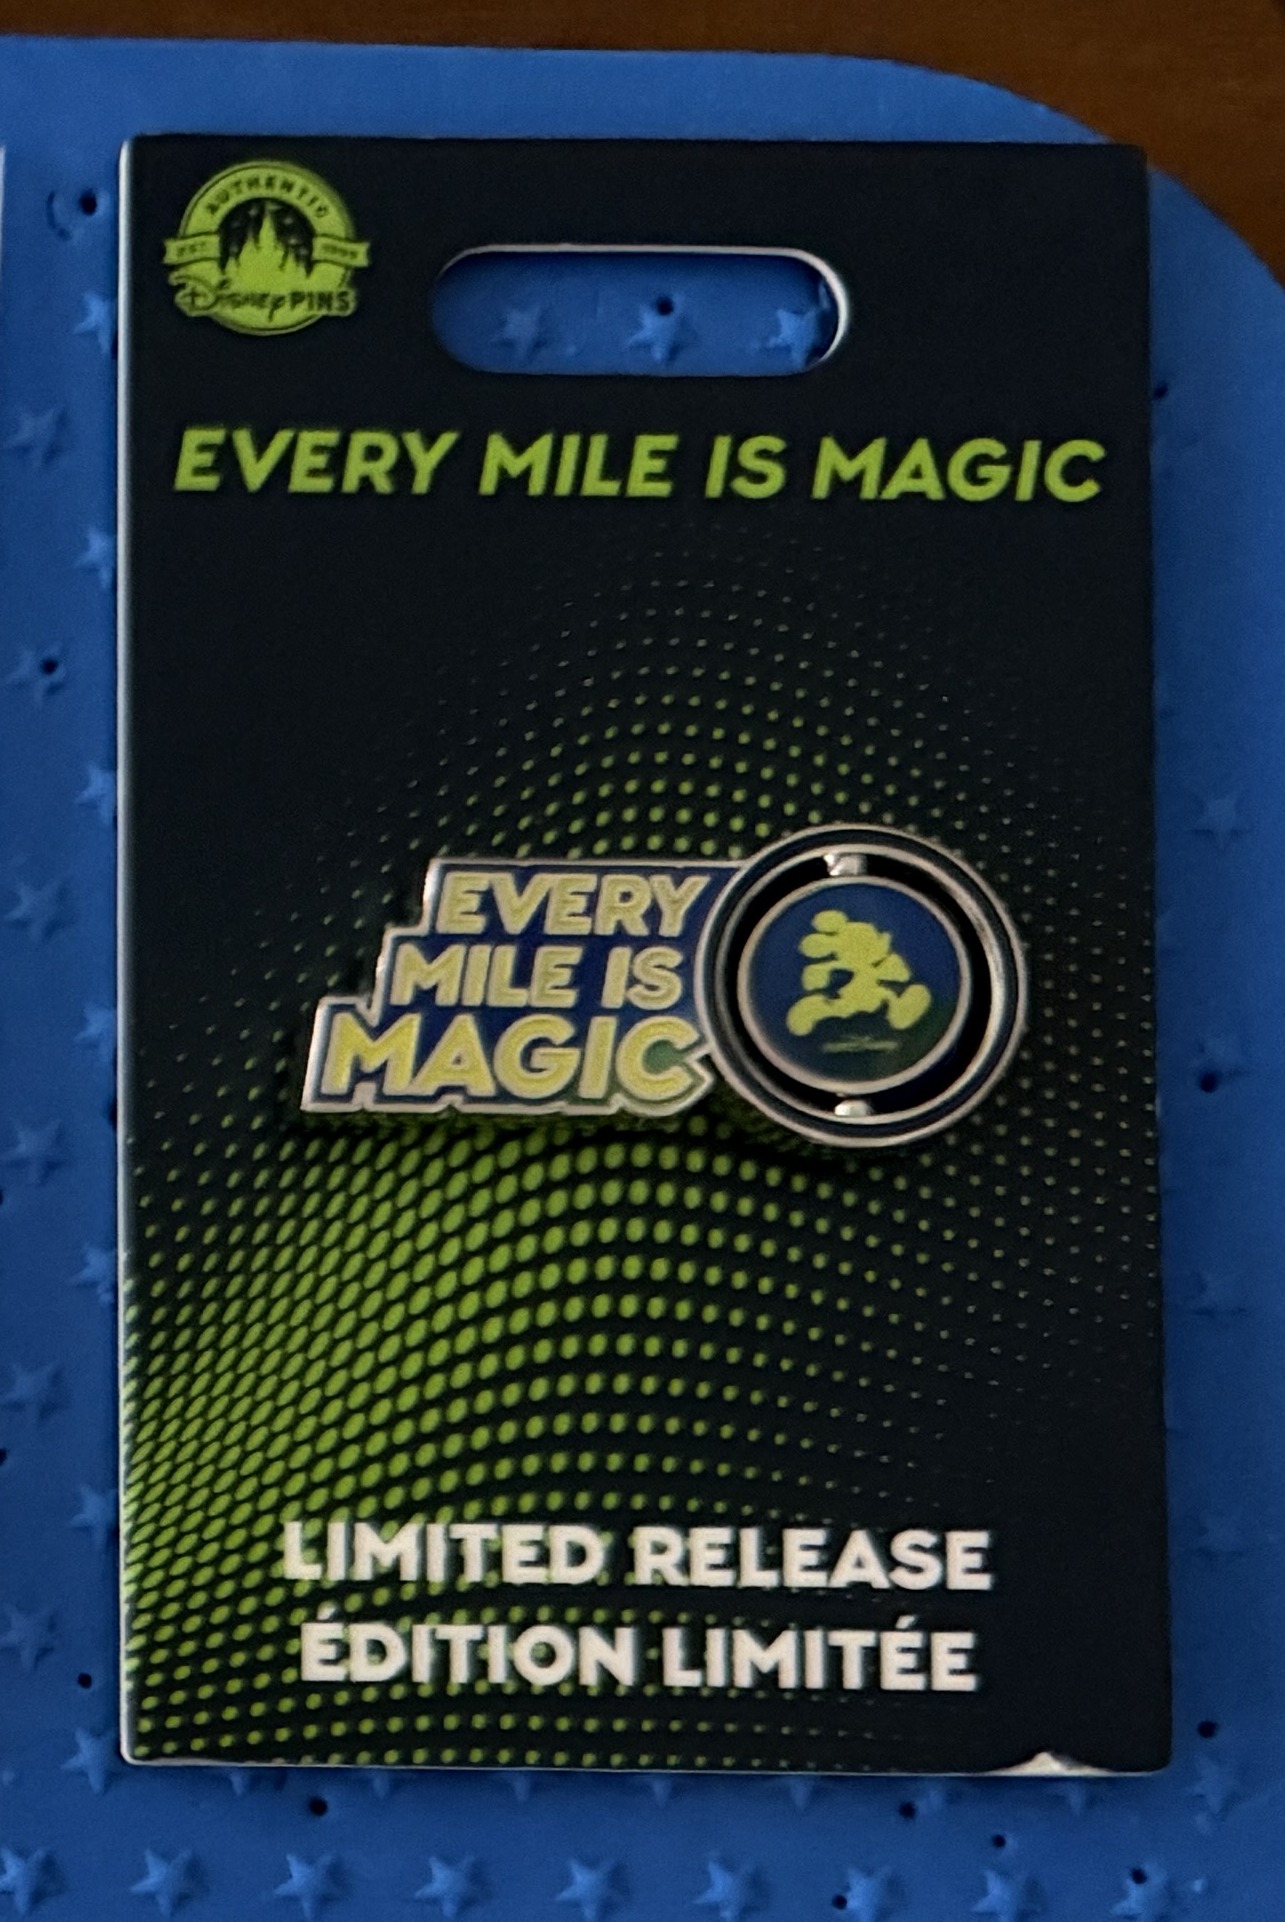 AUTHENTIC
EST.
Disney PINS
EVERY MILE IS MAGIC
EVERY
MILE IS
MAGIC
LIMITED RELEASE
ÉDITION LIMITÉE